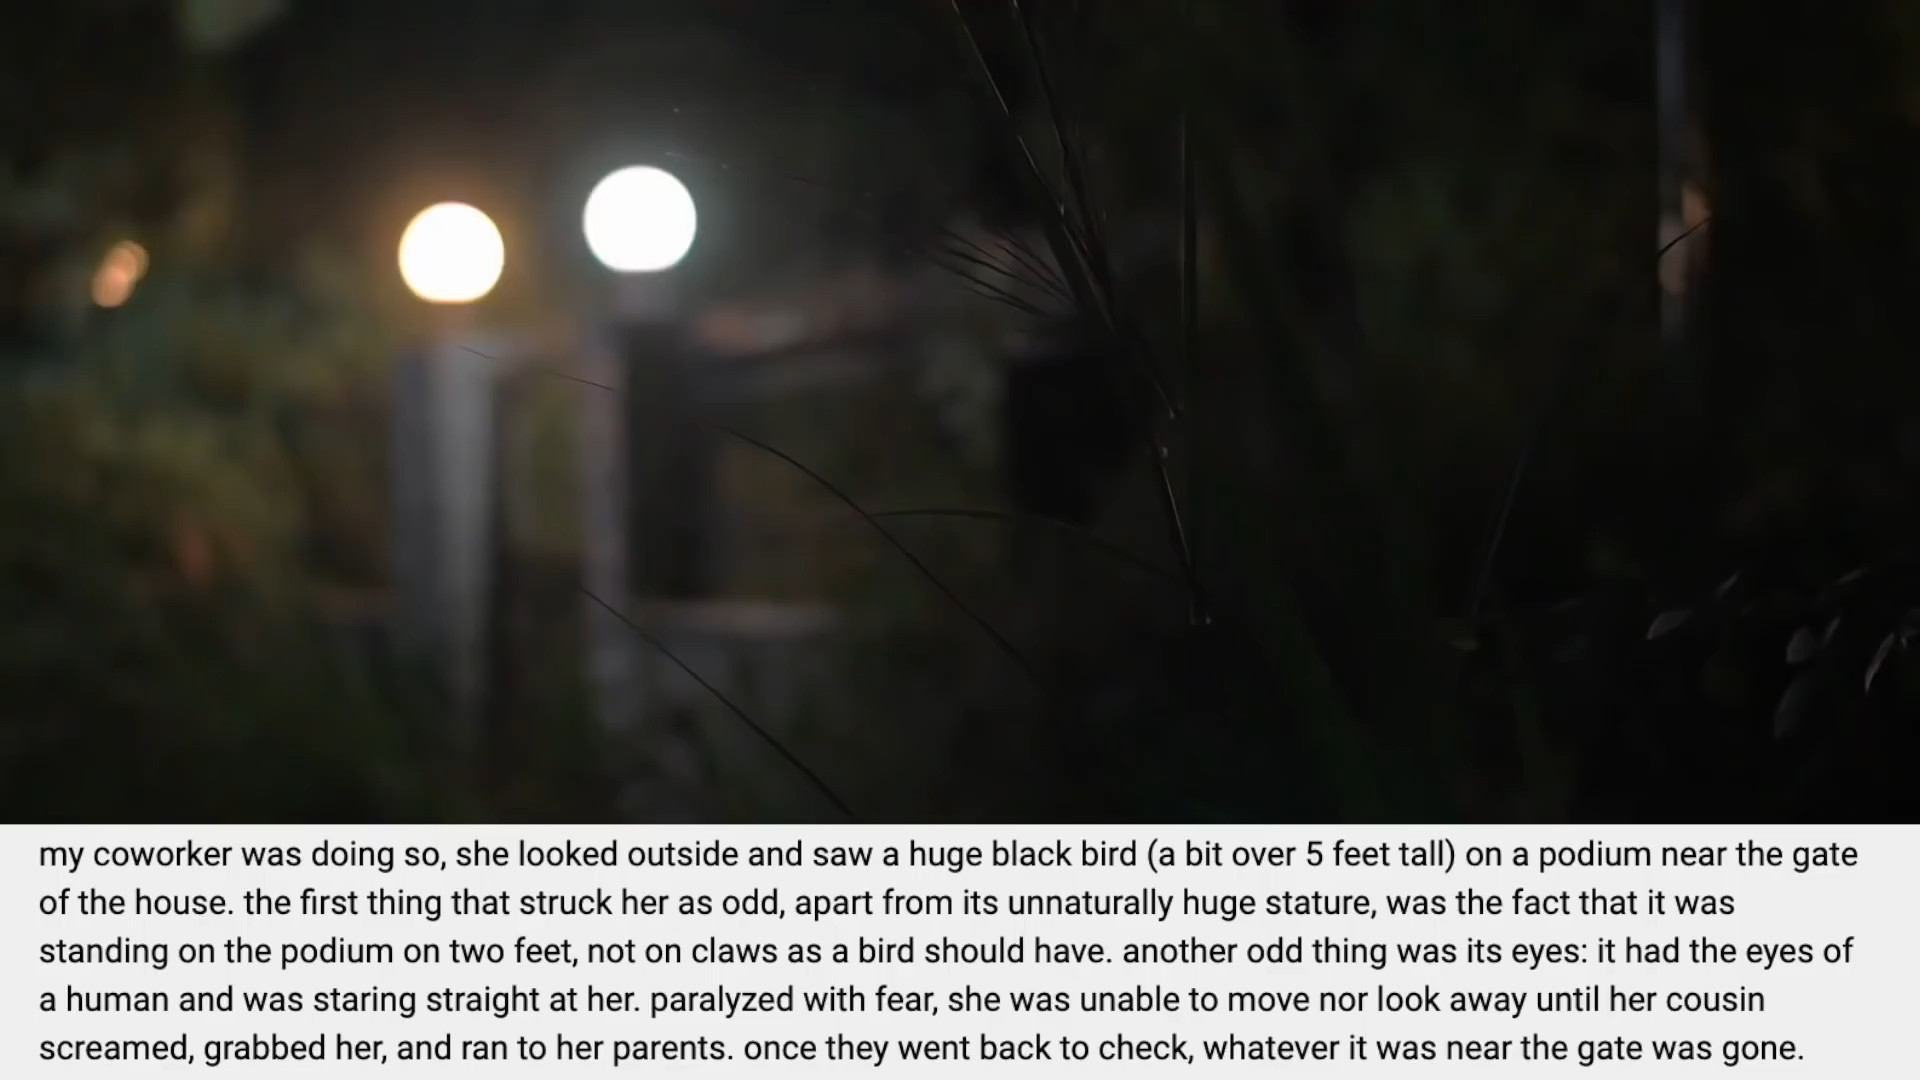 my coworker was doing so, she looked outside and saw a huge black bird (a bit over 5 feet tall) on a podium near the gate
of the house. the first thing that struck her as odd, apart from its unnaturally huge stature, was the fact that it was
standing on the podium on two feet, not on claws as a bird should have. another odd thing was its eyes: it had the eyes of
a human and was staring straight at her. paralyzed with fear, she was unable to move nor look away until her cousin
screamed, grabbed her, and ran to her parents. once they went back to check, whatever it was near the gate was gone.